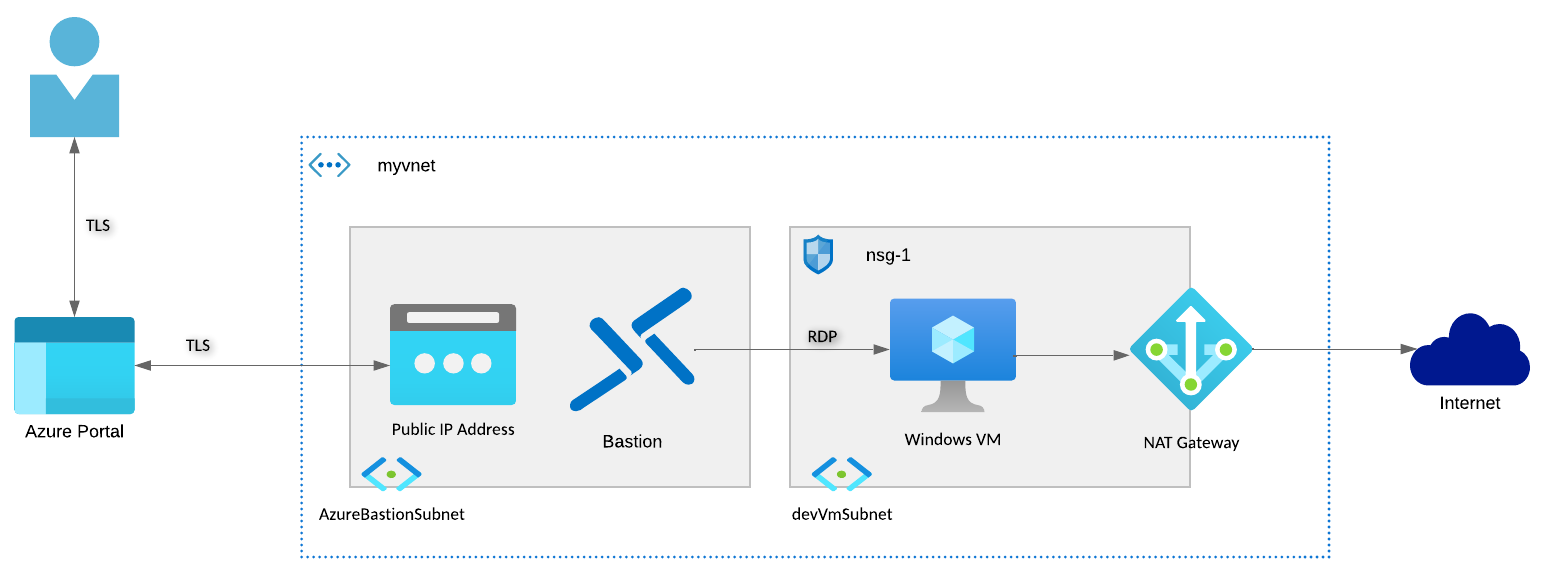 TLS
myvnet
nsg-1
TLS
RDP
Azure Portal
Public IP Address
Bastion
Windows VM
NAT Gateway
Internet
AzureBastionSubnet
devVmSubnet